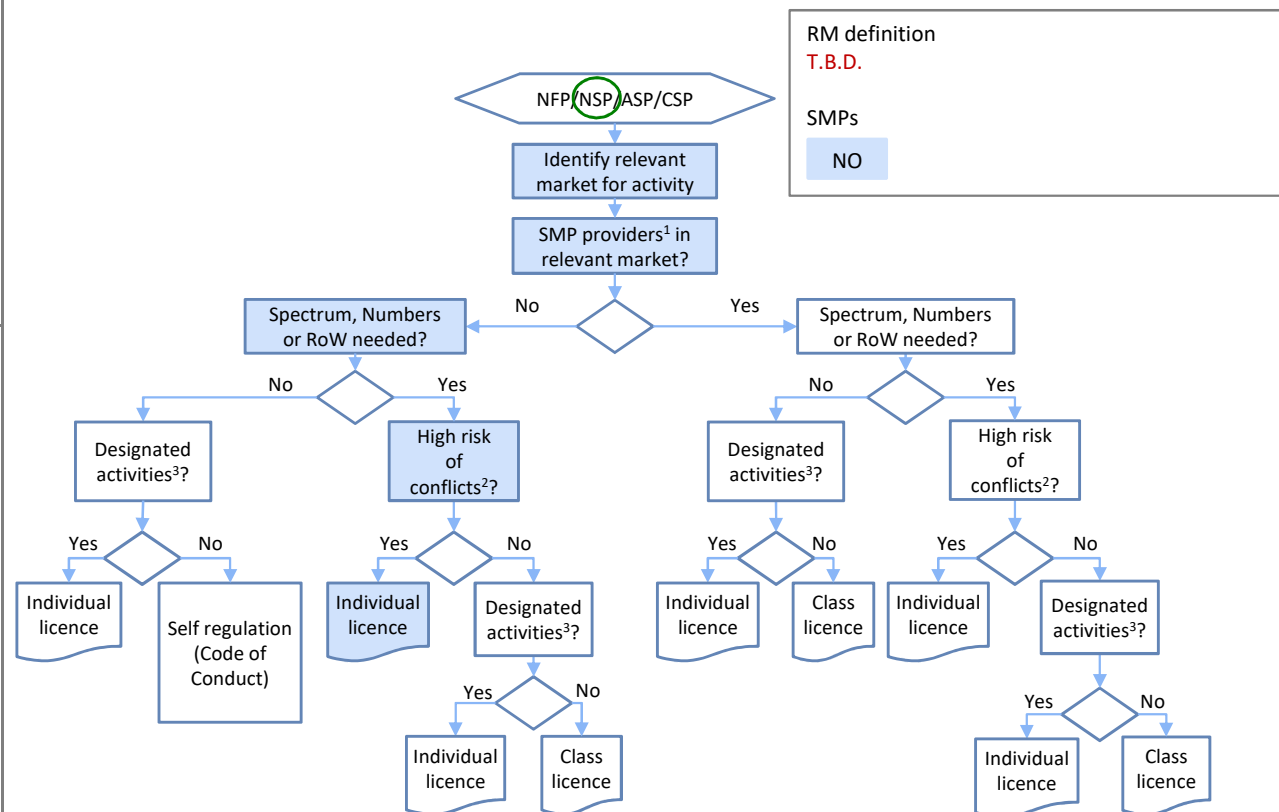 RM definition
T.B.D.
SMPs
NO
NFP/NSP/ASP/CSP
Identify relevant
market for activity
SMP providers¹ in
relevant market?
No
Yes
Spectrum, Numbers
or RoW needed?
Spectrum, Numbers
or RoW needed?
No
Yes
No
Yes
Designated
activities³?
High risk
of
conflicts²?
Designated
activities³?
High risk
of
conflicts²?
Yes
No
Yes
No
Yes
No
Yes
No
Individual
licence
Self regulation
(Code of
Conduct)
Individual
licence
Designated
activities³?
Individual
licence
Class
licence
Individual
licence
Designated
activities³?
Yes
No
Yes
No
Individual
licence
Class
licence
Individual
licence
Class
licence